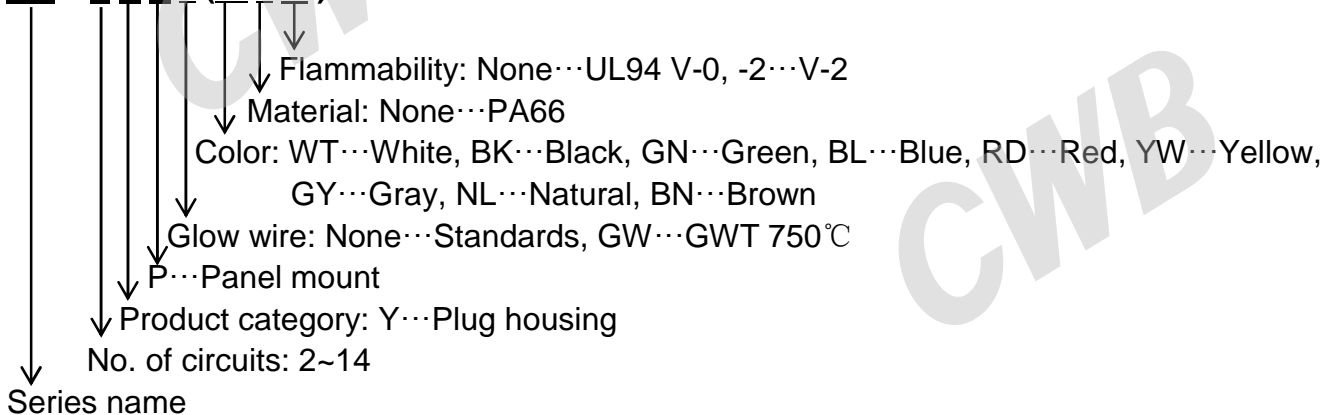 Flammability: None···UL94 V-0, -2···V-2
Material: None···PA66
Color: WT···White, BK···Black, GN···Green, BL···Blue, RD···Red, YW···Yellow,
GY···Gray, NL···Natural, BN···Brown
Glow wire: None···Standards, GW···GWT 750℃
P···Panel mount
Product category: Y···Plug housing
No. of circuits: 2~14
Series name
CWB
CWB